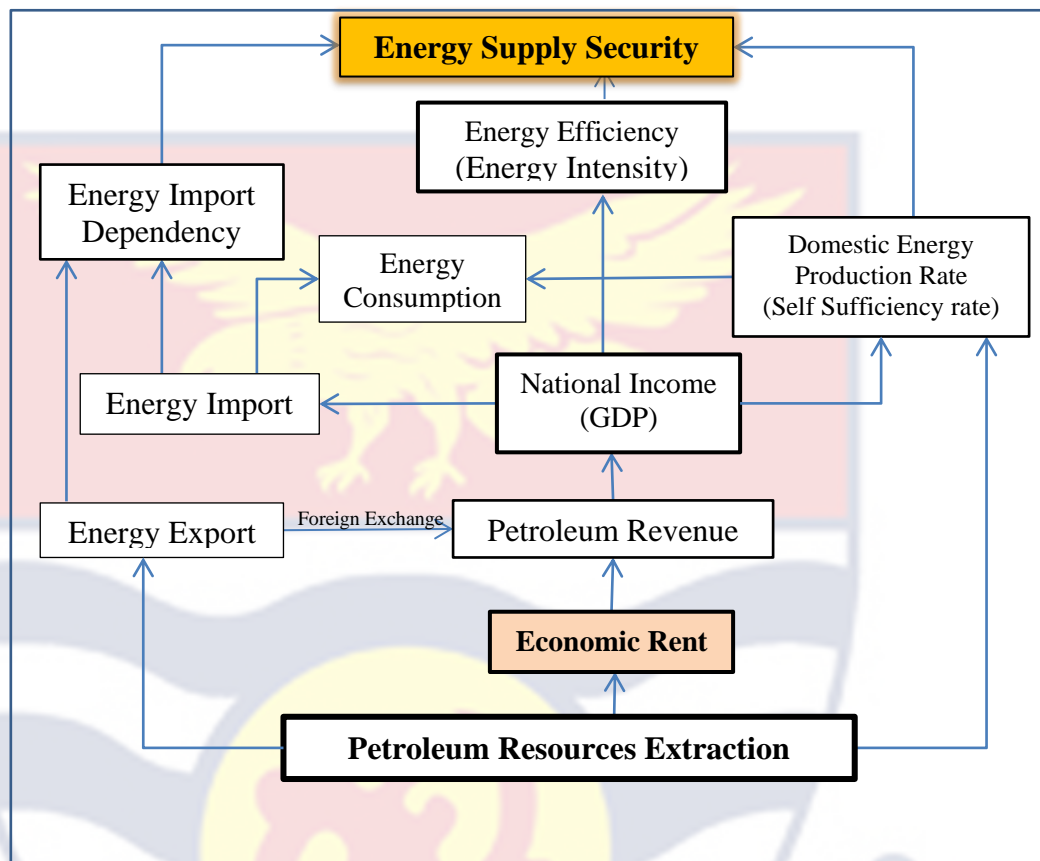 Energy Supply Security
Energy Efficiency
(Energy Intensity)
Energy Import
Dependency
Energy
Consumption
Domestic Energy
Production Rate
(Self Sufficiency rate)
Energy Import
National Income
(GDP)
Energy Export
Foreign Exchange
Petroleum Revenue
Economic Rent
Petroleum Resources Extraction